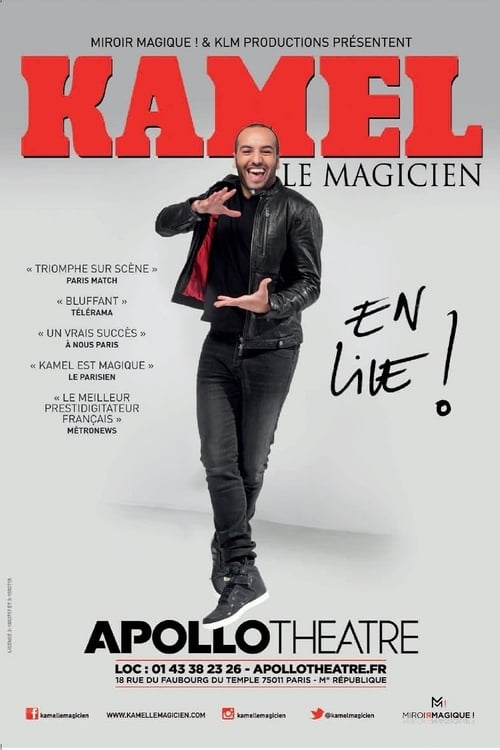 MIROIR MAGIQUE ! & KLM PRODUCTIONS PRÉSENTENT
KAMEL
LE MAGICIEN
« TRIOMPHE SUR SCÈNE »
PARIS MATCH
« BLUFFANT »
TÉLÉRAMA
« UN VRAIS SUCCÈS »
À NOUS PARIS
« KAMEL EST MAGIQUE »
LE PARISIEN
« LE MEILLEUR
PRESTIDIGITATEUR
FRANÇAIS »
MÉTRONEWS
EN
LIVE !
APOLLOTHEATRE
LOC : 01 43 38 23 26 - APOLLOTHEATRE.FR
18 RUE DU FAUBOURG DU TEMPLE 75011 PARIS - M° RÉPUBLIQUE
kamellemagicien
WWW.KAMELLEMAGICIEN.COM
kamellemagicien
@kamelmagicien
M!
MIROIRMAGIQUE !